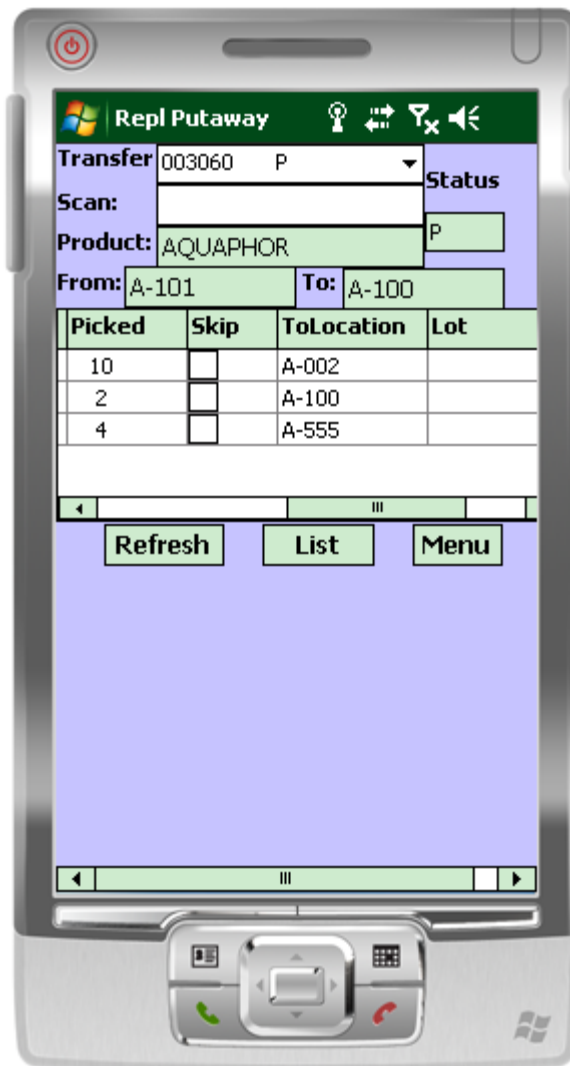 Repl Putaway
Transfer 003060 P
Status
Scan:
Product: AQUAPHOR P
From: A-101 To: A-100
Picked Skip ToLocation Lot
10 A-002
2 A-100
4 A-555
Refresh List Menu